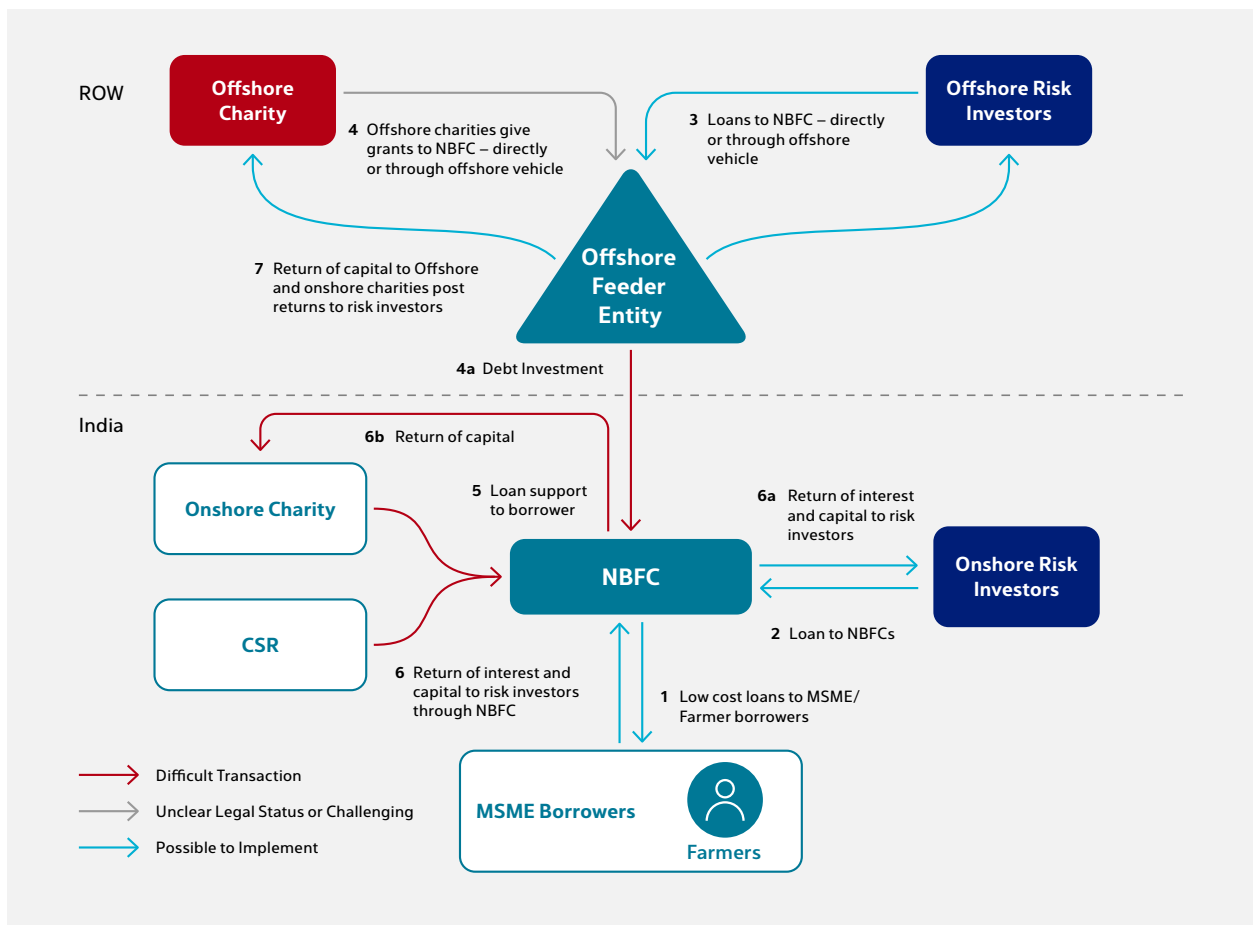 ROW
Offshore
Charity
Offshore Risk
Investors
4 Offshore charities give
grants to NBFC – directly
or through offshore vehicle
3 Loans to NBFC – directly
or through offshore
vehicle
Offshore
Feeder
Entity
7 Return of capital to Offshore
and onshore charities post
returns to risk investors
4a Debt Investment
India
6b Return of capital
Onshore Charity
5 Loan support
to borrower
6a Return of interest
and capital to risk
investors
NBFC
Onshore Risk
Investors
2 Loan to NBFCs
CSR
6 Return of interest and
capital to risk investors
through NBFC
1 Low cost loans to MSME/
Farmer borrowers
MSME Borrowers
Farmers
Difficult Transaction
Unclear Legal Status or Challenging
Possible to Implement